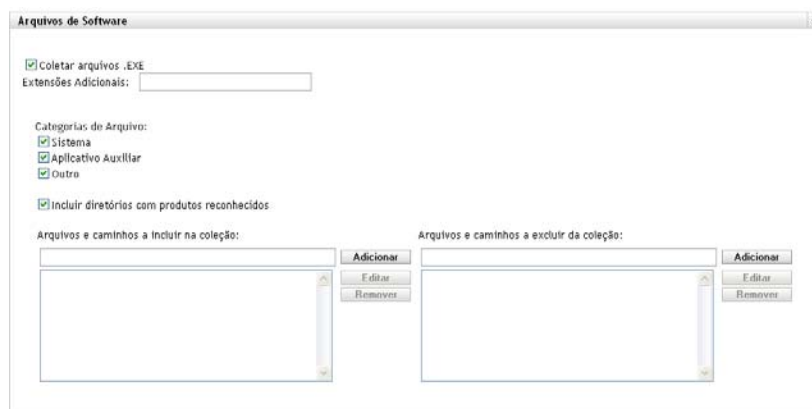 Arquivos de Software
Coletar arquivos .EXE
Extensões Adicionais:
Categorias de Arquivo:
Sistema
Aplicativo Auxiliar
Outro
Incluir diretórios com produtos reconhecidos
Arquivos e caminhos a incluir na coleção:
Adicionar
Editar
Remover
Arquivos e caminhos a excluir da coleção:
Adicionar
Editar
Remover